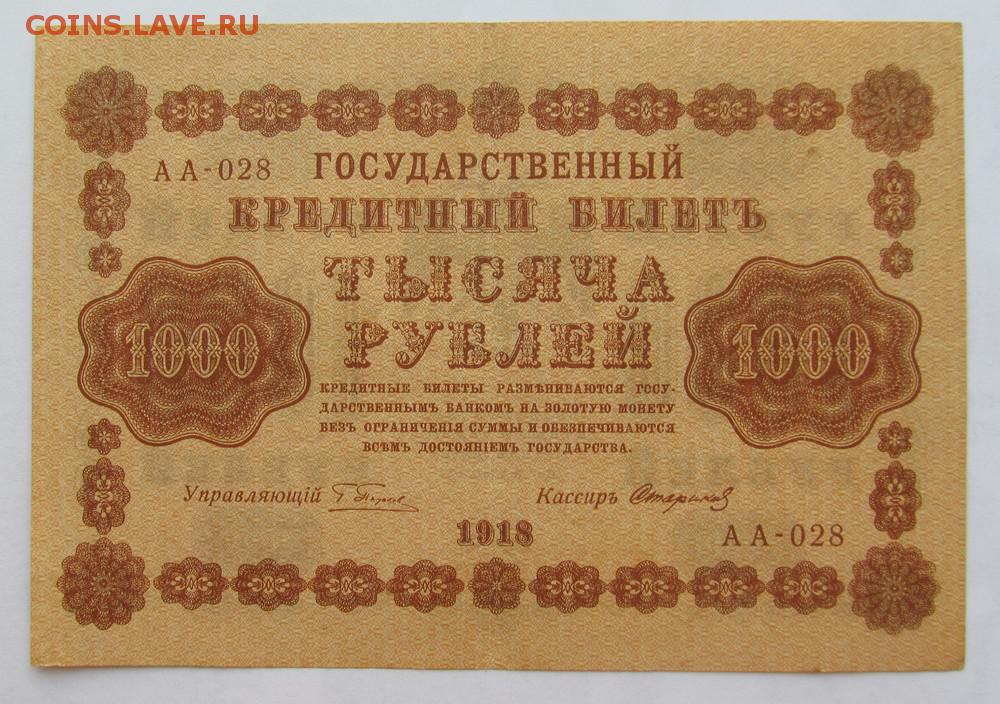 COINS.LAVE.RU
АА-028 ГОСУДАРСТВЕННЫЙ
КРЕДИТНЫЙ БИЛЕТЪ
ТЫСЯЧА
РУБЛЕЙ
1000
1000
КРЕДИТНЫЕ БИЛЕТЫ РАЗМѢНИВАЮТСЯ ГОСУ-
ДАРСТВЕННЫМЪ БАНКОМЪ НА ЗОЛОТУЮ МОНЕТУ
БЕЗЪ ОГРАНИЧЕНІЯ СУММЫ И ОБЕЗПЕЧИВАЮТСЯ
ВСѢМЪ ДОСТОЯНІЕМЪ ГОСУДАРСТВА.
Управляющій
Кассиръ Стариков
1918
АА-028